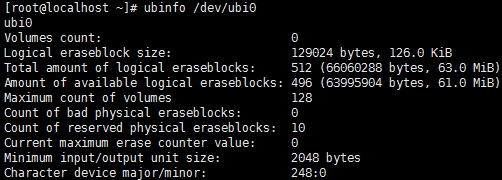 [root@localhost ~]# ubinfo /dev/ubi0
ubi0
Volumes count: 0
Logical eraseblock size: 129024 bytes, 126.0 KiB
Total amount of logical eraseblocks: 512 (66060288 bytes, 63.0 MiB)
Amount of available logical eraseblocks: 496 (63995904 bytes, 61.0 MiB)
Maximum count of volumes 128
Count of bad physical eraseblocks: 0
Count of reserved physical eraseblocks: 10
Current maximum erase counter value: 0
Minimum input/output unit size: 2048 bytes
Character device major/minor: 248:0